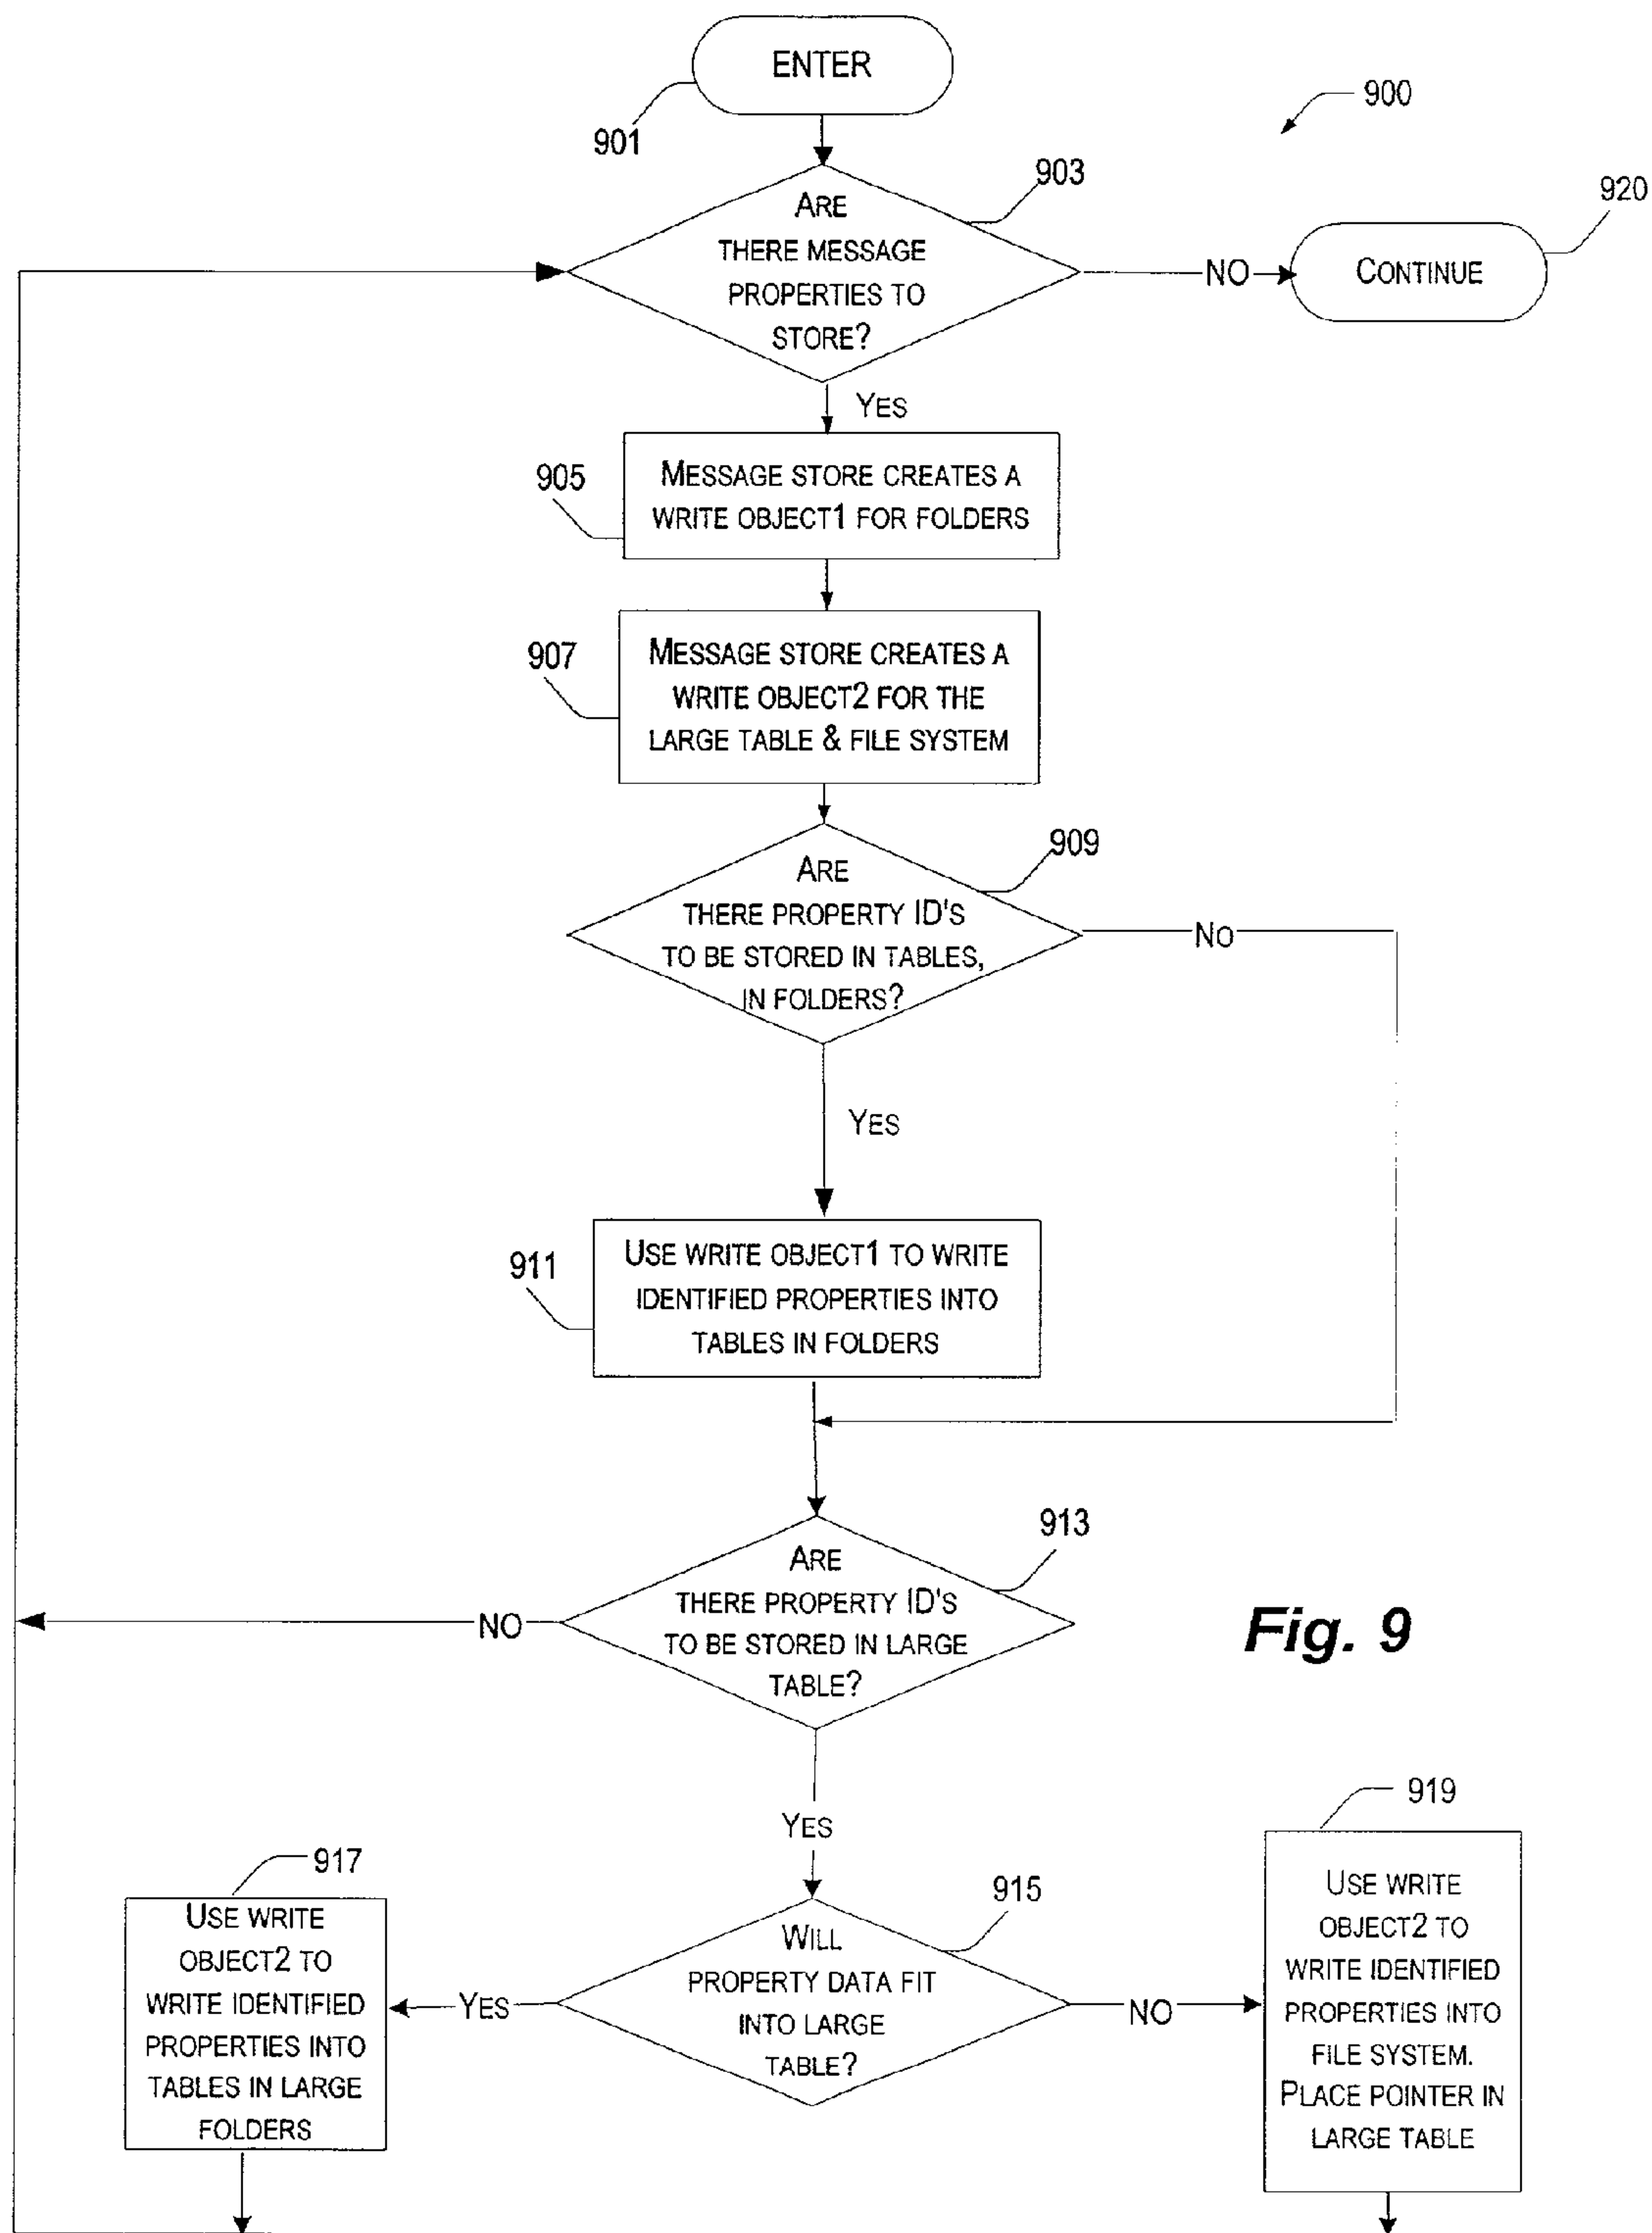 ENTER
901
900
ARE
THERE MESSAGE
PROPERTIES TO
STORE?
903
NO
CONTINUE
920
YES
MESSAGE STORE CREATES A
WRITE OBJECT1 FOR FOLDERS
905
MESSAGE STORE CREATES A
WRITE OBJECT2 FOR THE
LARGE TABLE & FILE SYSTEM
907
ARE
THERE PROPERTY ID'S
TO BE STORED IN TABLES,
IN FOLDERS?
909
No
YES
USE WRITE OBJECT1 TO WRITE
IDENTIFIED PROPERTIES INTO
TABLES IN FOLDERS
911
ARE
THERE PROPERTY ID'S
TO BE STORED IN LARGE
TABLE?
913
NO
Fig. 9
YES
WILL
PROPERTY DATA FIT
INTO LARGE
TABLE?
915
YES
NO
917
USE WRITE
OBJECT2 TO
WRITE IDENTIFIED
PROPERTIES INTO
TABLES IN LARGE
FOLDERS
919
USE WRITE
OBJECT2 TO
WRITE IDENTIFIED
PROPERTIES INTO
FILE SYSTEM.
PLACE POINTER IN
LARGE TABLE